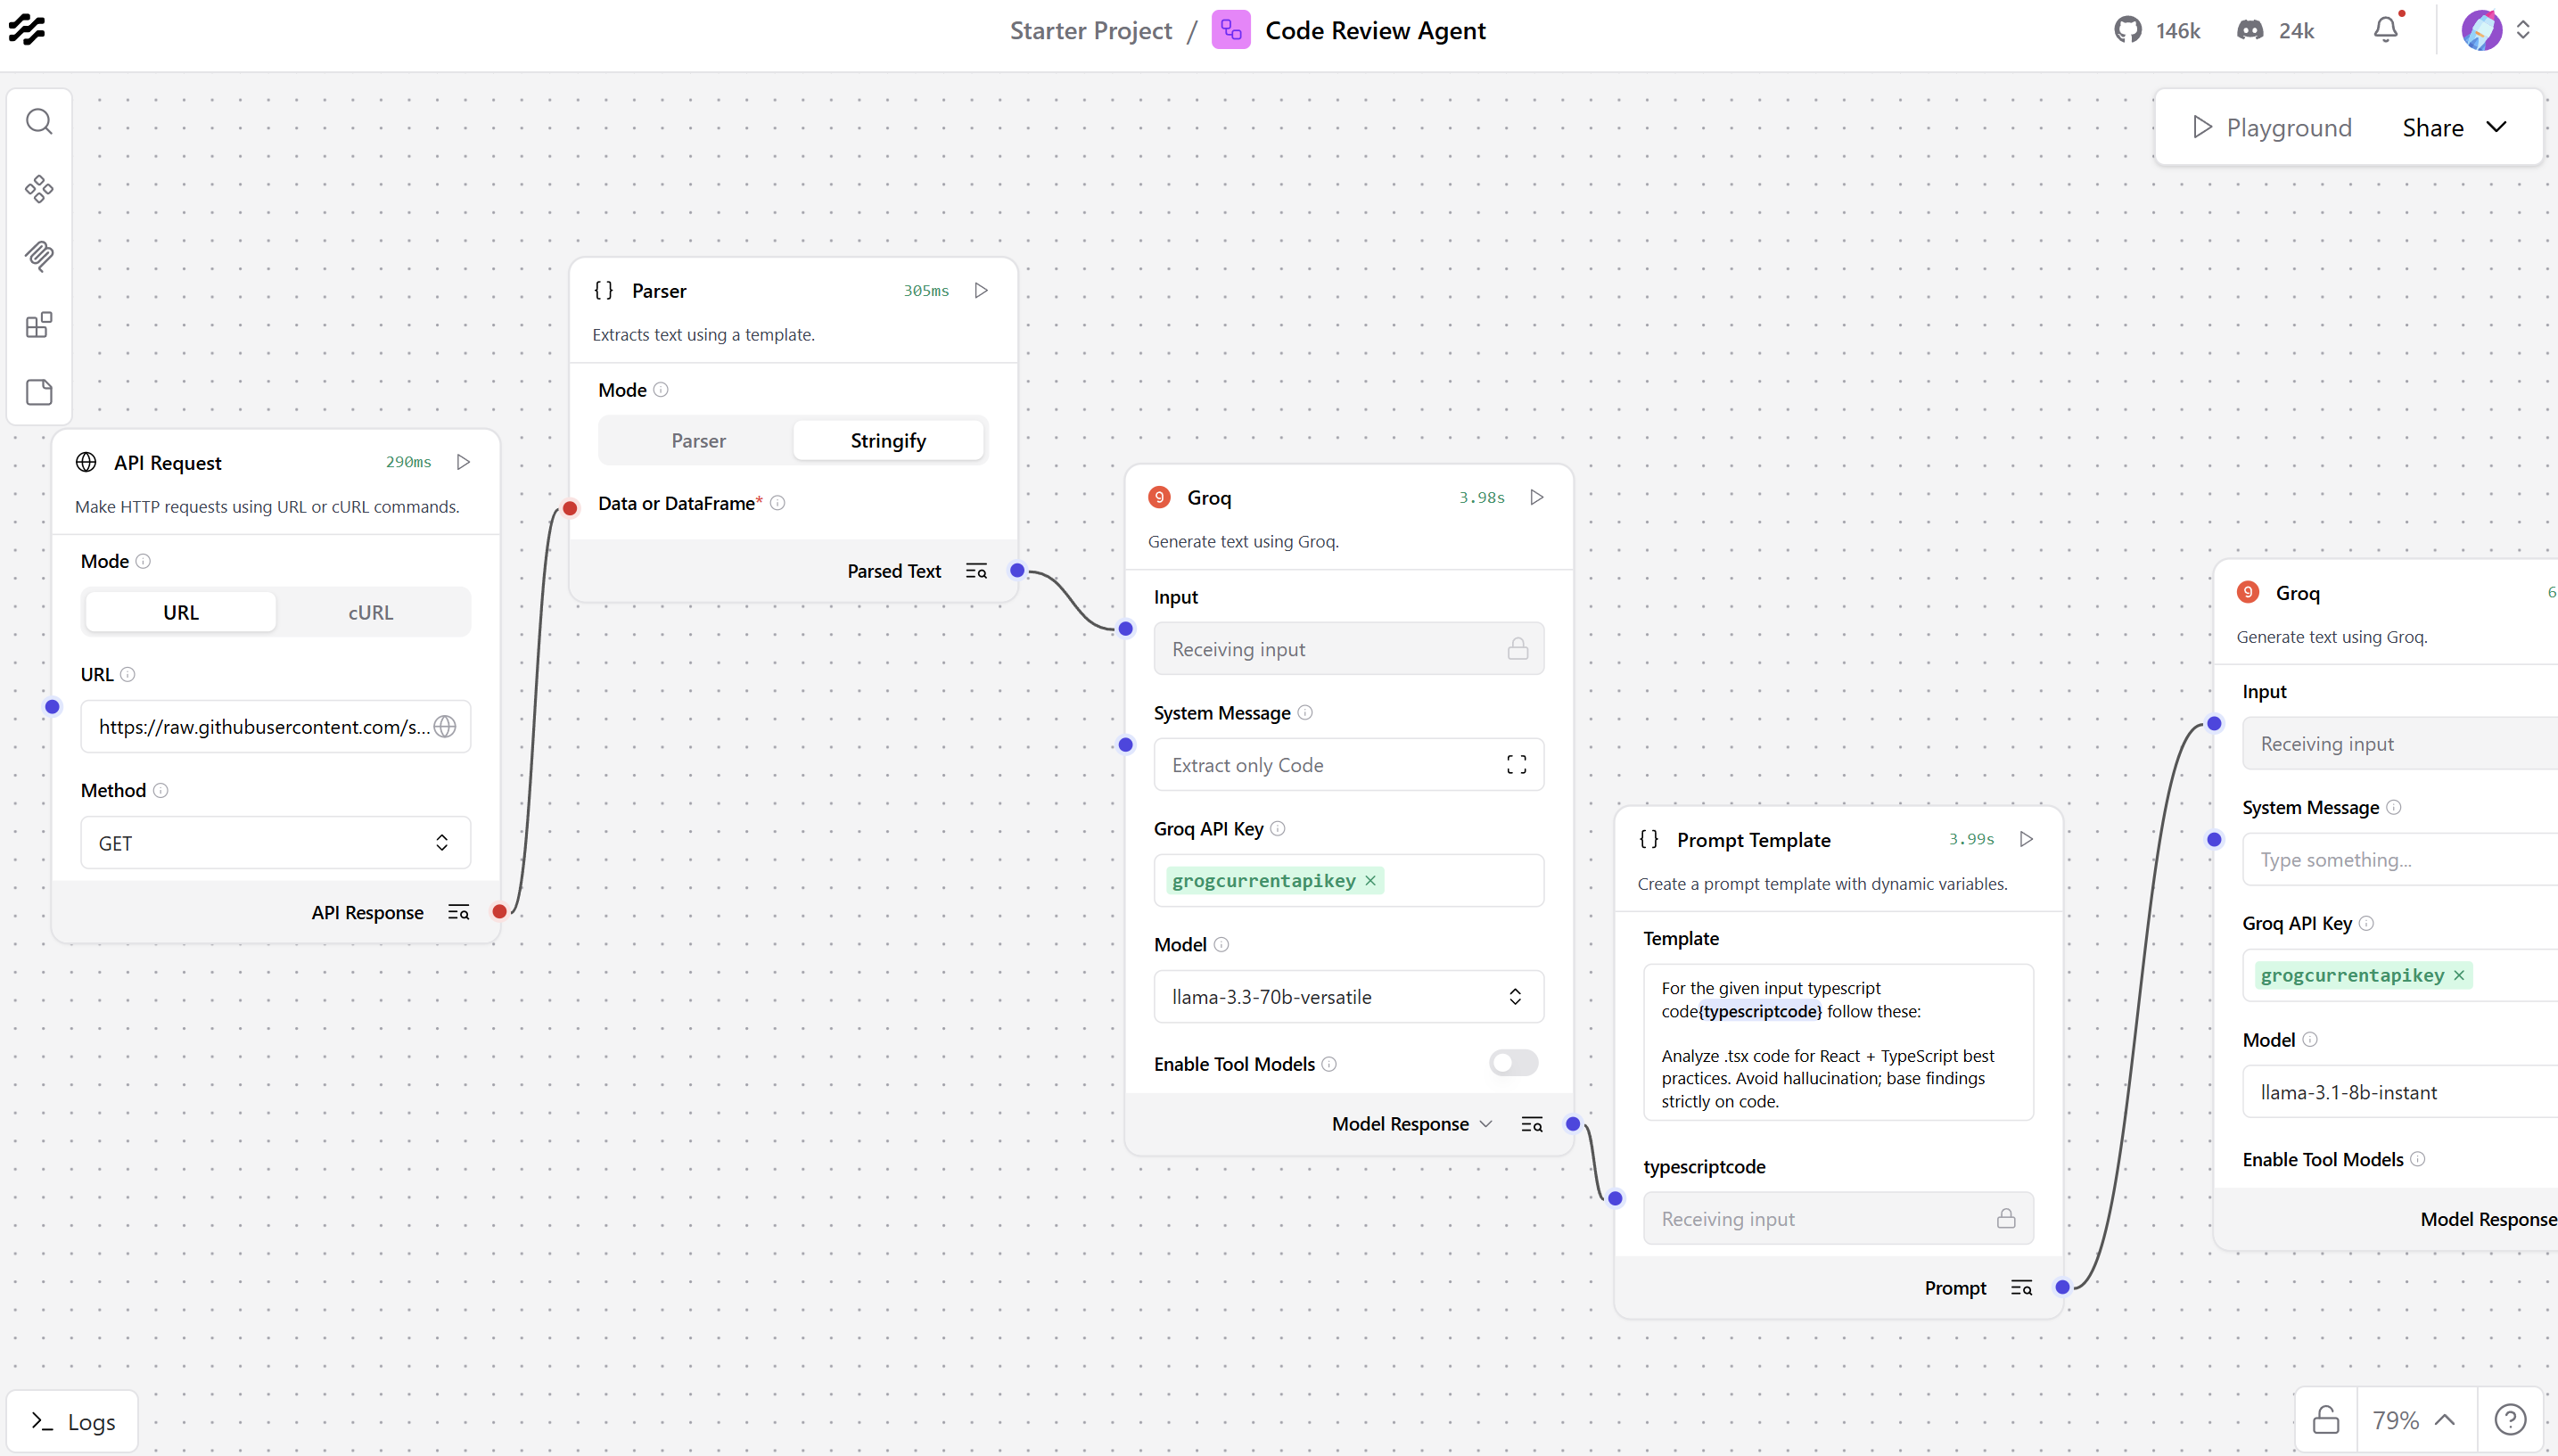 Starter Project / Code Review Agent
146k
24k
Playground
Share
API Request
290ms
Make HTTP requests using URL or cURL commands.
Mode
URL
cURL
URL
https://raw.githubusercontent.com/s...
Method
GET
API Response
Parser
305ms
Extracts text using a template.
Mode
Parser
Stringify
Data or DataFrame*
Parsed Text
Groq
3.98s
Generate text using Groq.
Input
Receiving input
System Message
Extract only Code
Groq API Key
grogcurrentapikey
Model
llama-3.3-70b-versatile
Enable Tool Models
Model Response
Prompt Template
3.99s
Create a prompt template with dynamic variables.
Template
For the given input typescript
code{typescriptcode} follow these:
Analyze .tsx code for React + TypeScript best
practices. Avoid hallucination; base findings
strictly on code.
typescriptcode
Receiving input
Prompt
Groq
6
Generate text using Groq.
Input
Receiving input
System Message
Type something...
Groq API Key
grogcurrentapikey
Model
llama-3.1-8b-instant
Enable Tool Models
Model Response
Logs
79%